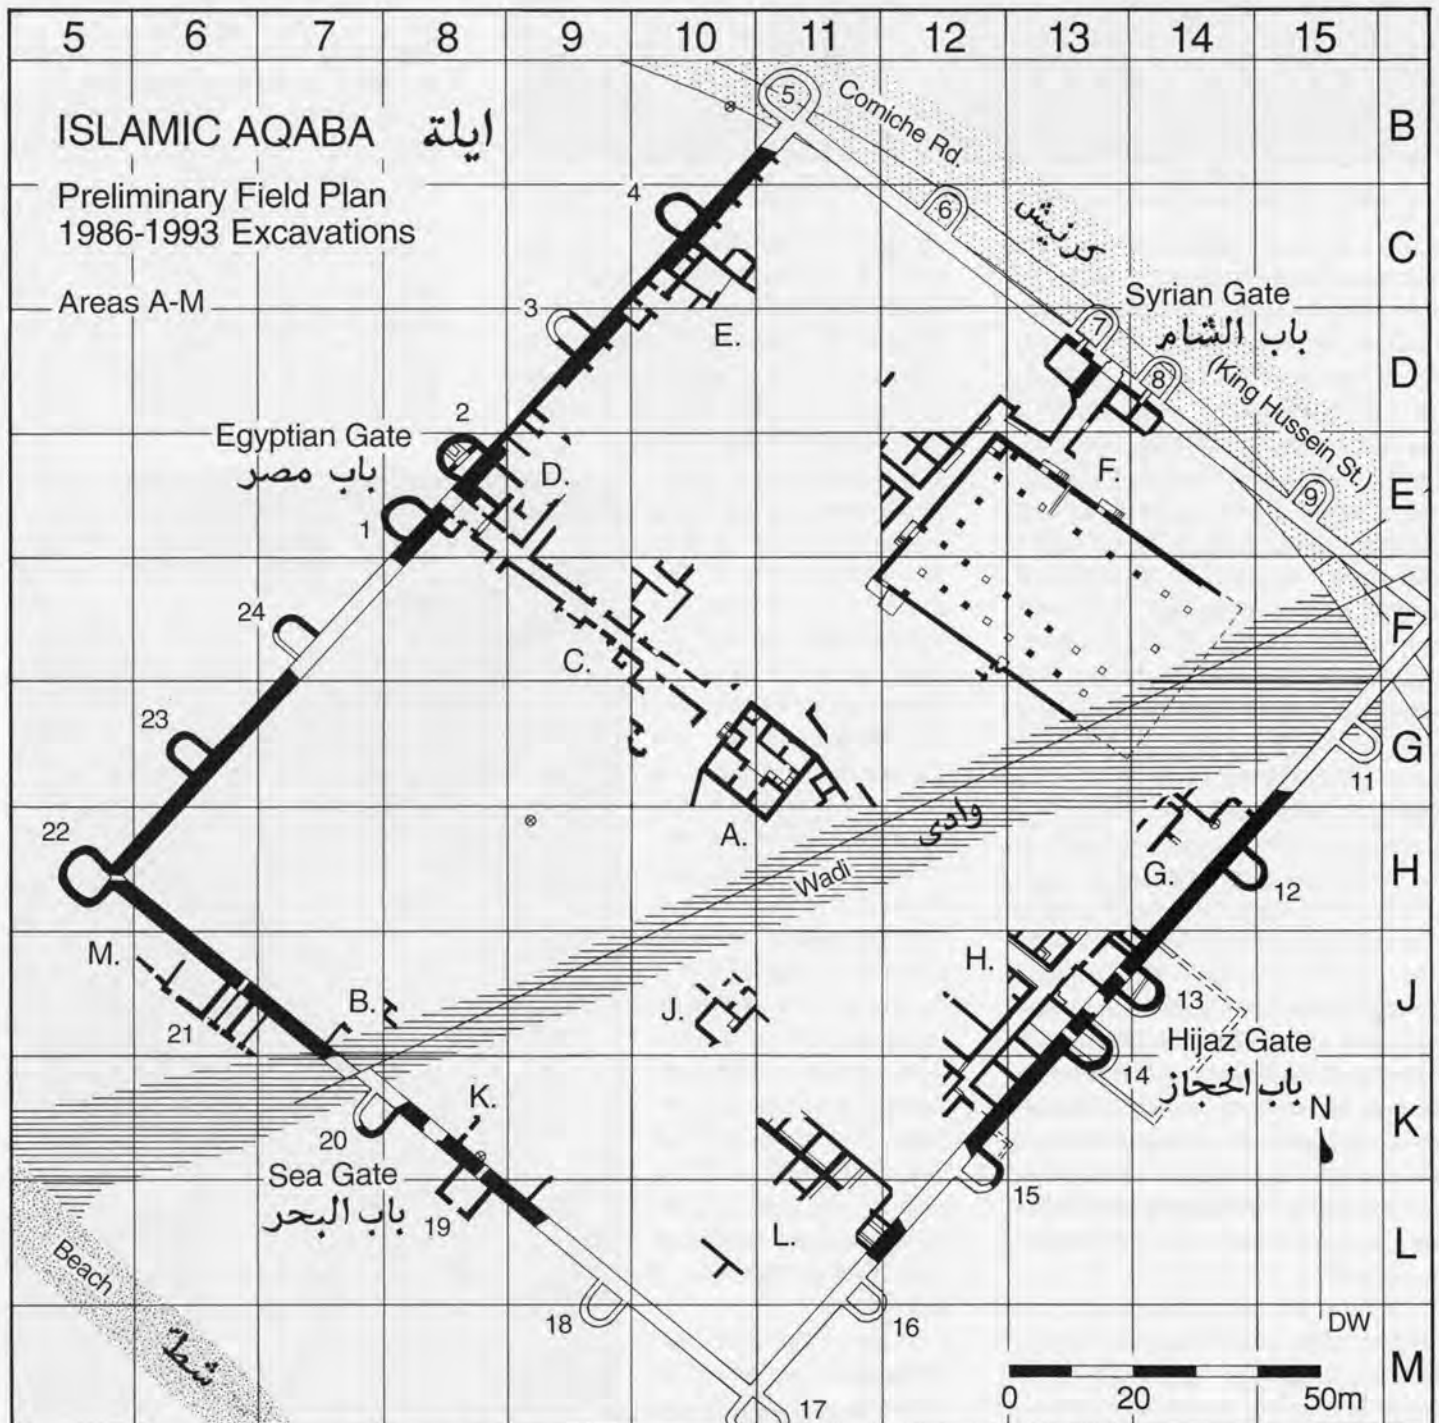 5 6 7 8 9 10 11 12 13 14 15
B
C
D
E
F
G
H
J
K
L
M
ISLAMIC AQABA ايلة
Preliminary Field Plan
1986-1993 Excavations
Areas A-M
5
Corniche Rd.
كرنيش
4
6
3
E.
Syrian Gate
باب الشام
(King Hussein St.)
7
8
2
Egyptian Gate
باب مصر
D.
F.
9
1
24
C.
23
A.
11
22
وادى
Wadi
G.
12
M.
H.
B.
J.
13
21
Hijaz Gate
باب الحجاز
14
K.
N
20
Sea Gate
باب البحر
19
15
L.
Beach
شطّ
18
16
DW
17
0 20 50m